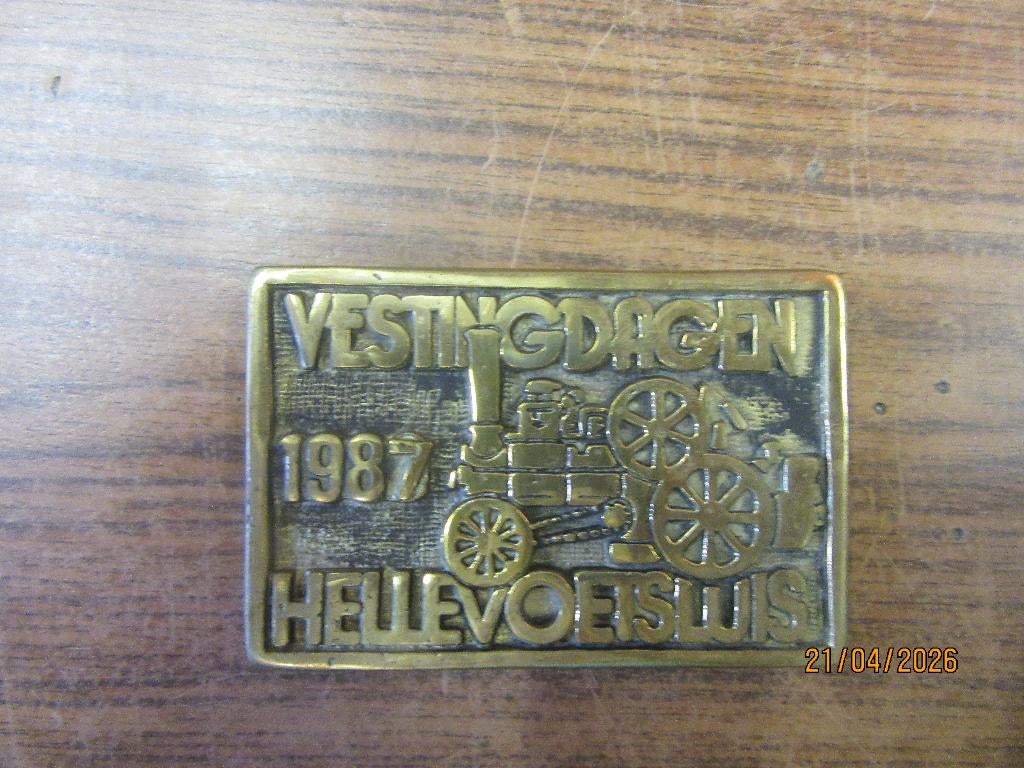 VESTINGDAGEN
1987
HELLEVOETSLUIS
21/04/2026